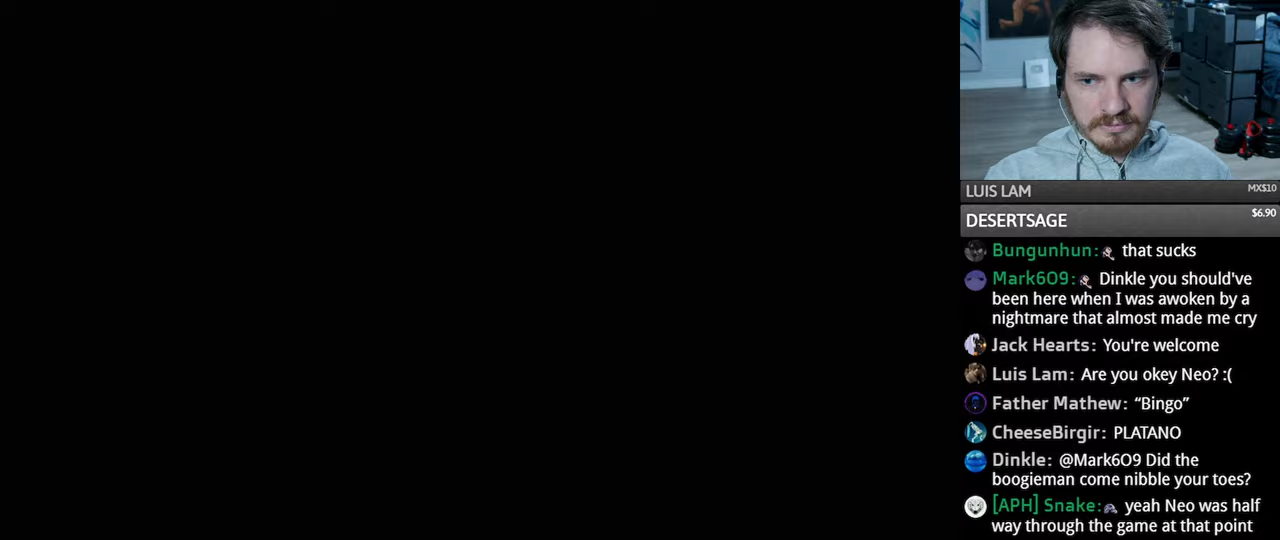 LUIS LAM MX$10
DESERTSAGE $6.90
Bungunhun: that sucks
Mark6O9: Dinkle you should've
been here when I was awoken by a
nightmare that almost made me cry
Jack Hearts: You're welcome
Luis Lam: Are you okey Neo? :(
Father Mathew: “Bingo”
CheeseBirgir: PLATANO
Dinkle: @Mark6O9 Did the
boogieman come nibble your toes?
[APH] Snake: yeah Neo was half
way through the game at that point